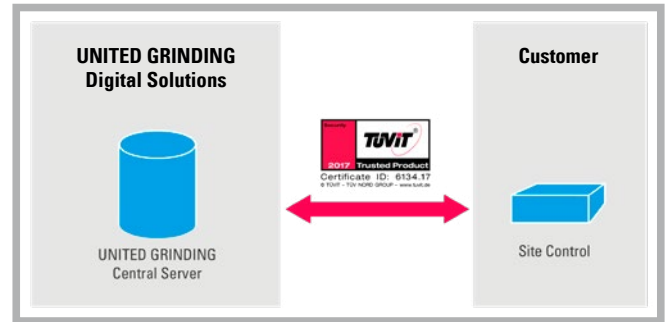 UNITED GRINDING
Digital Solutions
Customer
Security
TÜViT®
2017 Trusted Product
Certificate ID: 6134.17
© TÜViT - TÜV NORD GROUP - www.tuvit.de
UNITED GRINDING
Central Server
Site Control